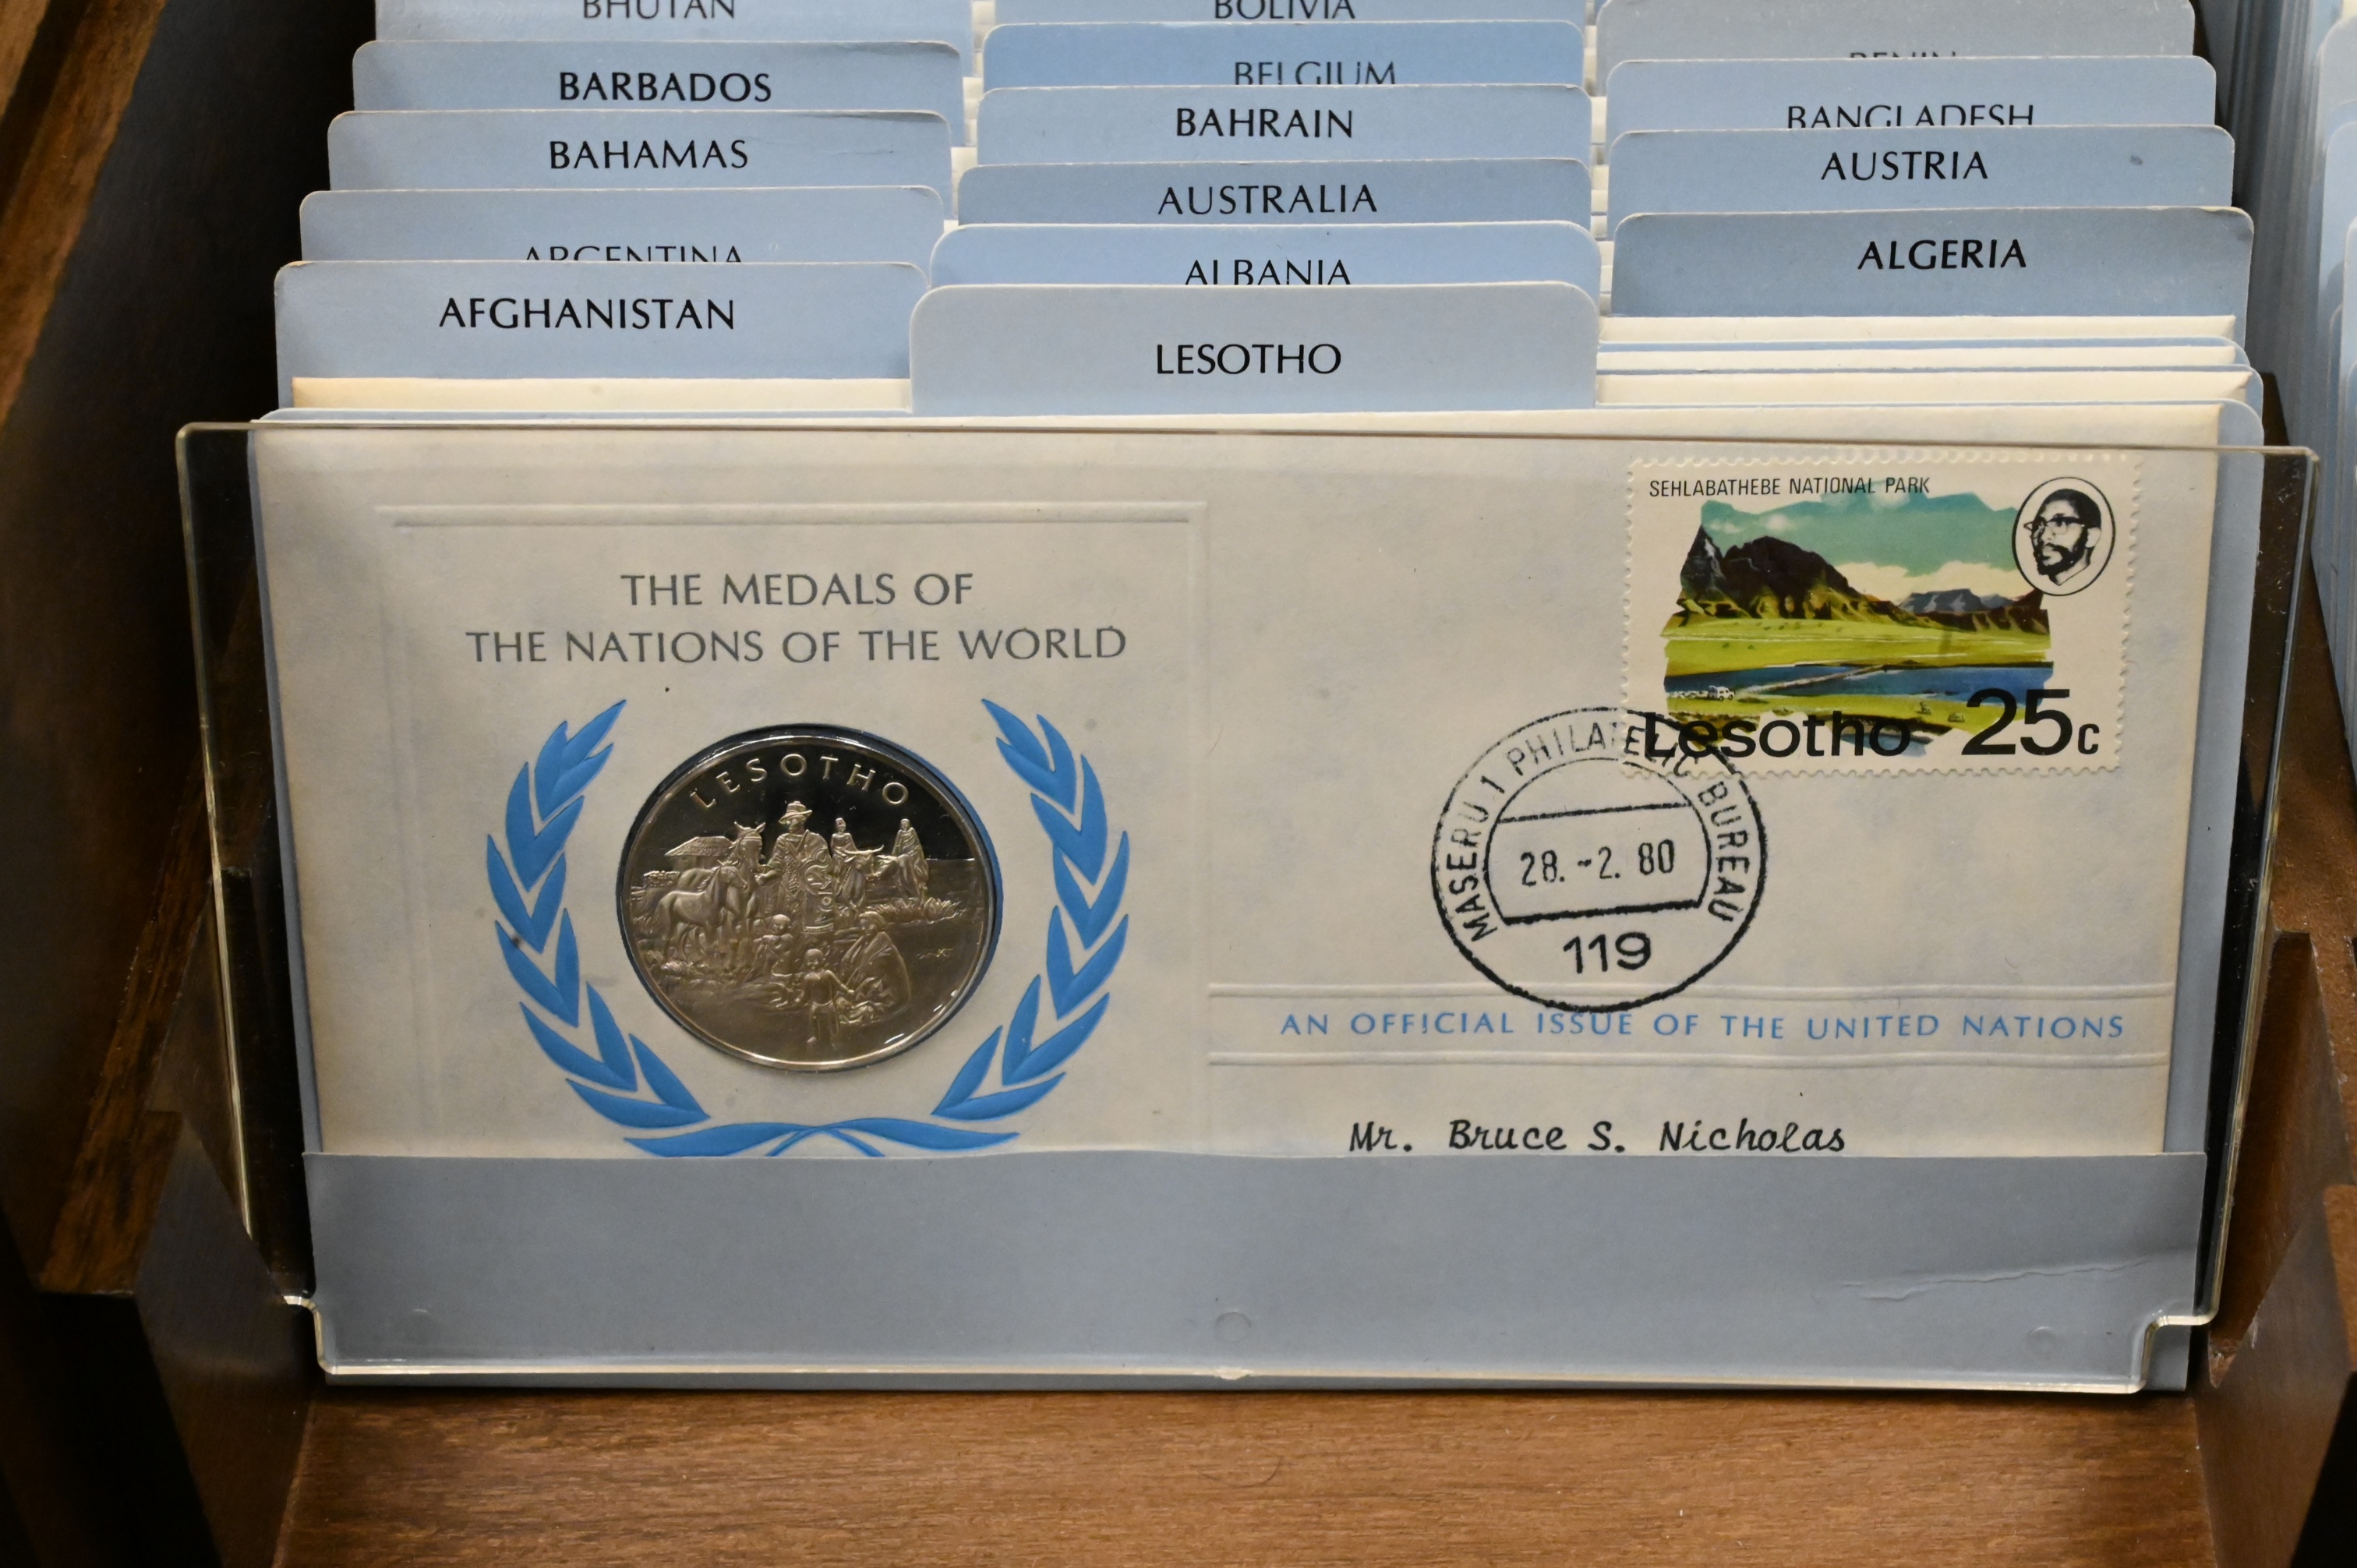 BHUTAN
BOLIVIA
BENIN
BELGIUM
BARBADOS
BANGLADESH
BAHRAIN
BAHAMAS
AUSTRIA
AUSTRALIA
ARGENTINA
ALGERIA
ALBANIA
AFGHANISTAN
LESOTHO
THE MEDALS OF
THE NATIONS OF THE WORLD
LESOTHO
SEHLABATHEBE NATIONAL PARK
Lesotho 25c
MASERU 1 PHILATELIC BUREAU
28.-2. 80
119
AN OFFICIAL ISSUE OF THE UNITED NATIONS
Mr. Bruce S. Nicholas